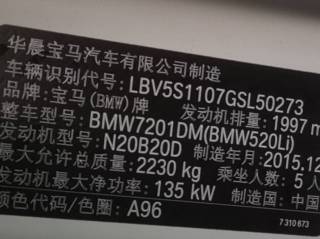 华晨宝马汽车有限公司制造
车辆识别代号: LBV5S1107GSL50273
品牌: 宝马(BMW)牌 发动机排量: 1997 m
整车型号: BMW7201DM(BMW520Li)
发动机型号: N20B20D 制造年月: 2015.12
最大允许总质量: 2230 kg 乘坐人数: 5 人
发动机最大净功率: 135 kW 制造国: 中国
颜色代码/色圈: A96
7 310 673